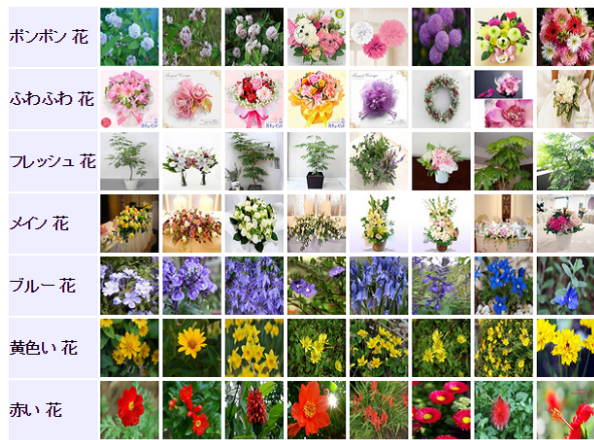 ポンポン 花
ふわふわ 花
フレッシュ 花
メイン 花
ブルー 花
黄色い 花
赤い 花